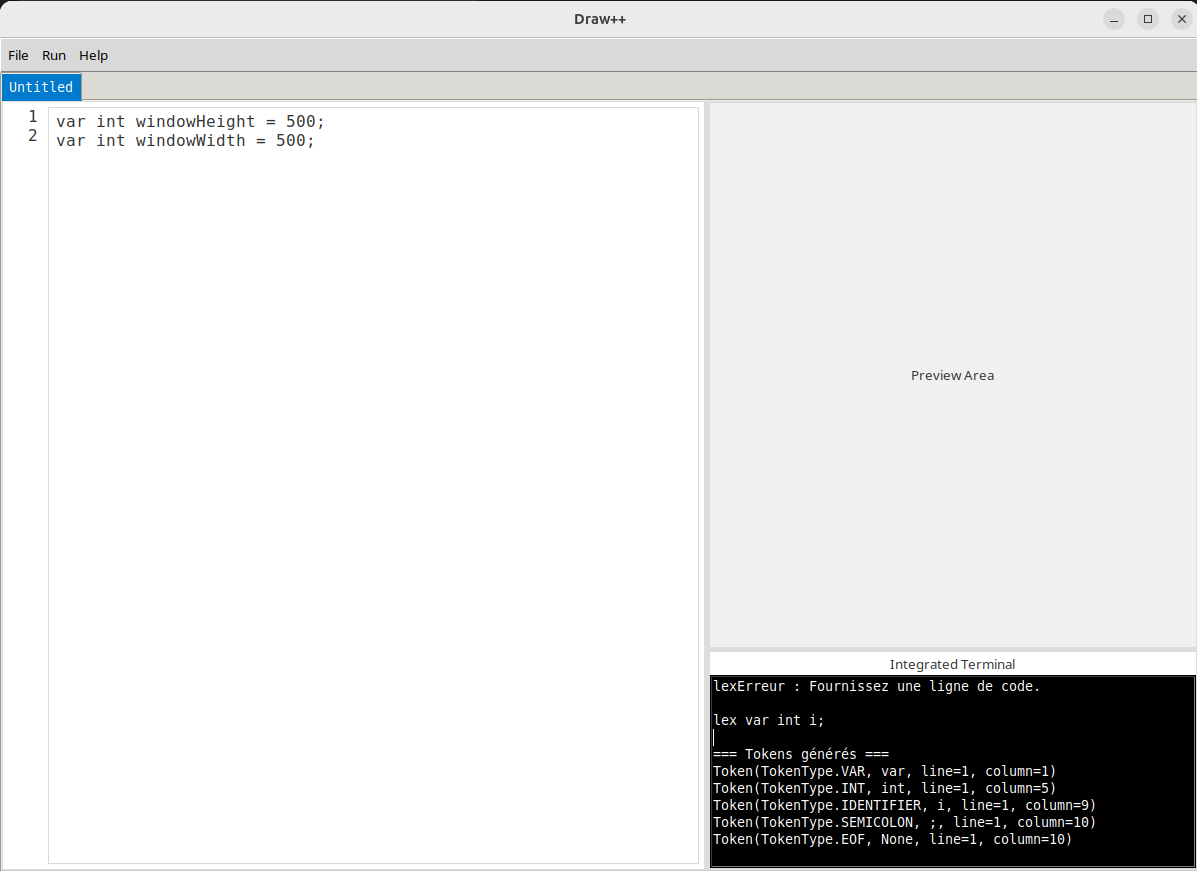 Draw++
File Run Help
Untitled
1 var int windowHeight = 500;
2 var int windowWidth = 500;
Preview Area
Integrated Terminal
lexErreur : Fournissez une ligne de code.
lex var int i;
=== Tokens générés ===
Token(TokenType.VAR, var, line=1, column=1)
Token(TokenType.INT, int, line=1, column=5)
Token(TokenType.IDENTIFIER, i, line=1, column=9)
Token(TokenType.SEMICOLON, ;, line=1, column=10)
Token(TokenType.EOF, None, line=1, column=10)